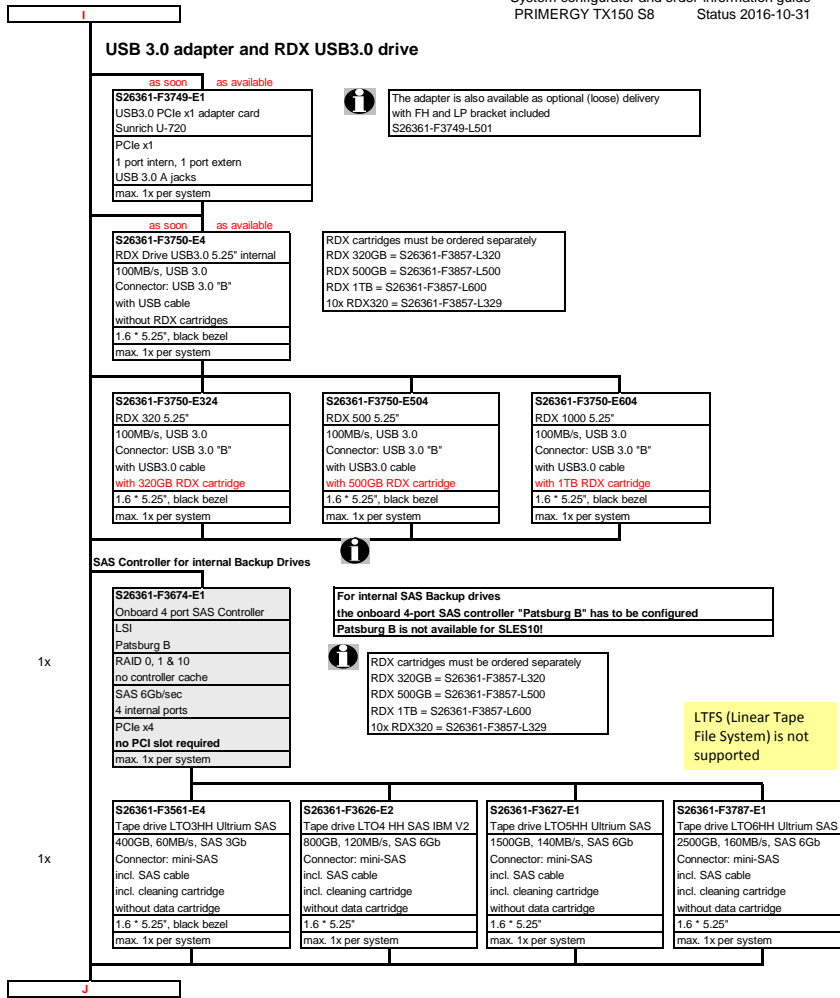 System configurator and order-information guide
PRIMERGY TX150 S8 Status 2016-10-31
I
USB 3.0 adapter and RDX USB3.0 drive
as soon as available
S26361-F3749-E1
USB3.0 PCIe x1 adapter card
Sunrich U-720
PCIe x1
1 port intern, 1 port extern
USB 3.0 A jacks
max. 1x per system
The adapter is also available as optional (loose) delivery
with FH and LP bracket included
S26361-F3749-L501
as soon as available
S26361-F3750-E4
RDX Drive USB3.0 5.25" internal
100MB/s, USB 3.0
Connector: USB 3.0 "B"
with USB cable
without RDX cartridges
1.6 * 5.25", black bezel
max. 1x per system
RDX cartridges must be ordered separately
RDX 320GB = S26361-F3857-L320
RDX 500GB = S26361-F3857-L500
RDX 1TB = S26361-F3857-L600
10x RDX320 = S26361-F3857-L329
S26361-F3750-E324
RDX 320 5.25"
100MB/s, USB 3.0
Connector: USB 3.0 "B"
with USB3.0 cable
with 320GB RDX cartridge
1.6 * 5.25", black bezel
max. 1x per system
S26361-F3750-E504
RDX 500 5.25"
100MB/s, USB 3.0
Connector: USB 3.0 "B"
with USB3.0 cable
with 500GB RDX cartridge
1.6 * 5.25", black bezel
max. 1x per system
S26361-F3750-E604
RDX 1000 5.25"
100MB/s, USB 3.0
Connector: USB 3.0 "B"
with USB3.0 cable
with 1TB RDX cartridge
1.6 * 5.25", black bezel
max. 1x per system
SAS Controller for internal Backup Drives
1x
S26361-F3674-E1
Onboard 4 port SAS Controller
LSI
Patsburg B
RAID 0, 1 & 10
no controller cache
SAS 6Gb/sec
4 internal ports
PCIe x4
no PCI slot required
max. 1x per system
For internal SAS Backup drives
the onboard 4-port SAS controller "Patsburg B" has to be configured
Patsburg B is not available for SLES10!
RDX cartridges must be ordered separately
RDX 320GB = S26361-F3857-L320
RDX 500GB = S26361-F3857-L500
RDX 1TB = S26361-F3857-L600
10x RDX320 = S26361-F3857-L329
LTFS (Linear Tape
File System) is not
supported
1x
S26361-F3561-E4
Tape drive LTO3HH Ultrium SAS
400GB, 60MB/s, SAS 3Gb
Connector: mini-SAS
incl. SAS cable
incl. cleaning cartridge
without data cartridge
1.6 * 5.25", black bezel
max. 1x per system
S26361-F3626-E2
Tape drive LTO4 HH SAS IBM V2
800GB, 120MB/s, SAS 6Gb
Connector: mini-SAS
incl. SAS cable
incl. cleaning cartridge
without data cartridge
1.6 * 5.25"
max. 1x per system
S26361-F3627-E1
Tape drive LTO5HH Ultrium SAS
1500GB, 140MB/s, SAS 6Gb
Connector: mini-SAS
incl. SAS cable
incl. cleaning cartridge
without data cartridge
1.6 * 5.25"
max. 1x per system
S26361-F3787-E1
Tape drive LTO6HH Ultrium SAS
2500GB, 160MB/s, SAS 6Gb
Connector: mini-SAS
incl. SAS cable
incl. cleaning cartridge
without data cartridge
1.6 * 5.25"
max. 1x per system
J